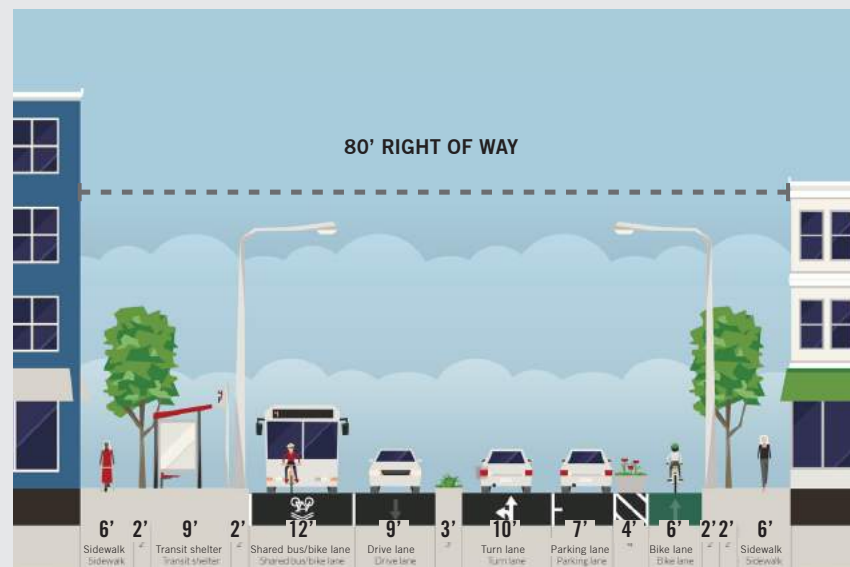 80’ RIGHT OF WAY
6’ 2’ 9’ 2’ 12’ 9’ 3’ 10’ 7’ 4’ 6’ 2’ 2’ 6’
Sidewalk Transit shelter Shared bus/bike lane Drive lane Turn lane Parking lane Bike lane Sidewalk
Sidewalk Transit shelter Shared bus/bike lane Drive lane Turn lane Parking lane Bike lane Sidewalk